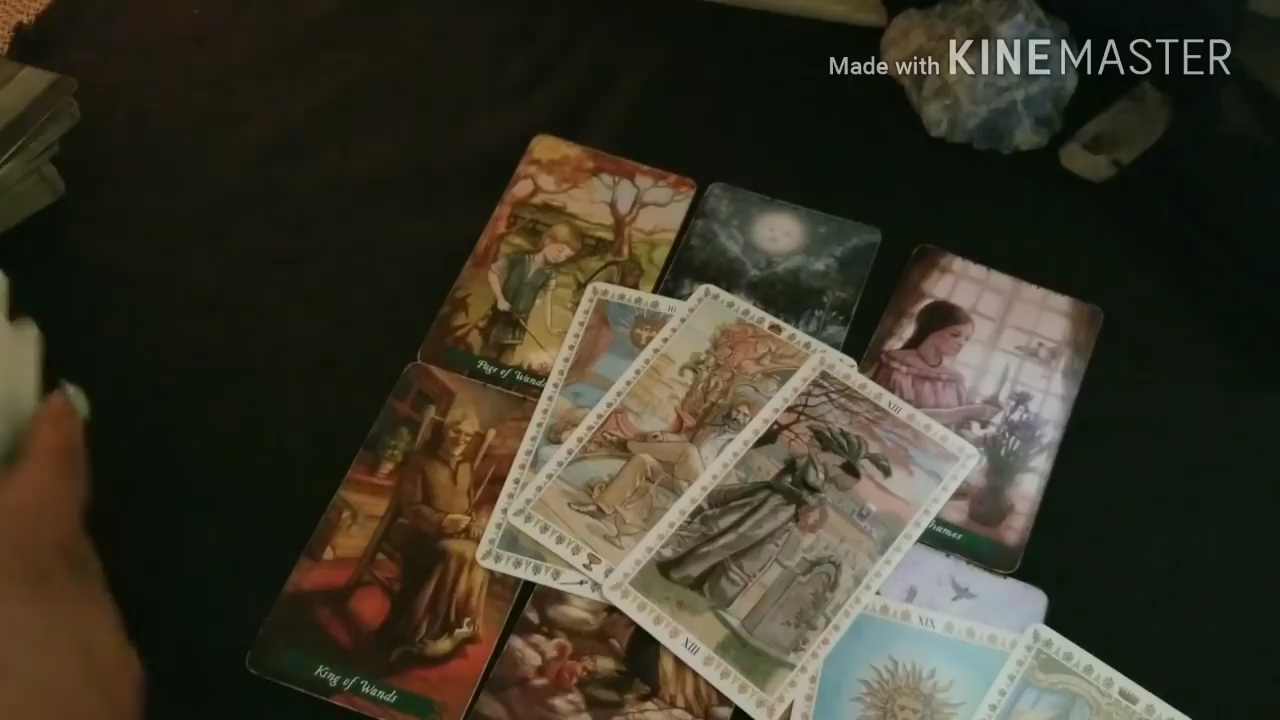 Made with KINEMASTER
Page of Wands
XIII
King of Wands
XIII
XIX